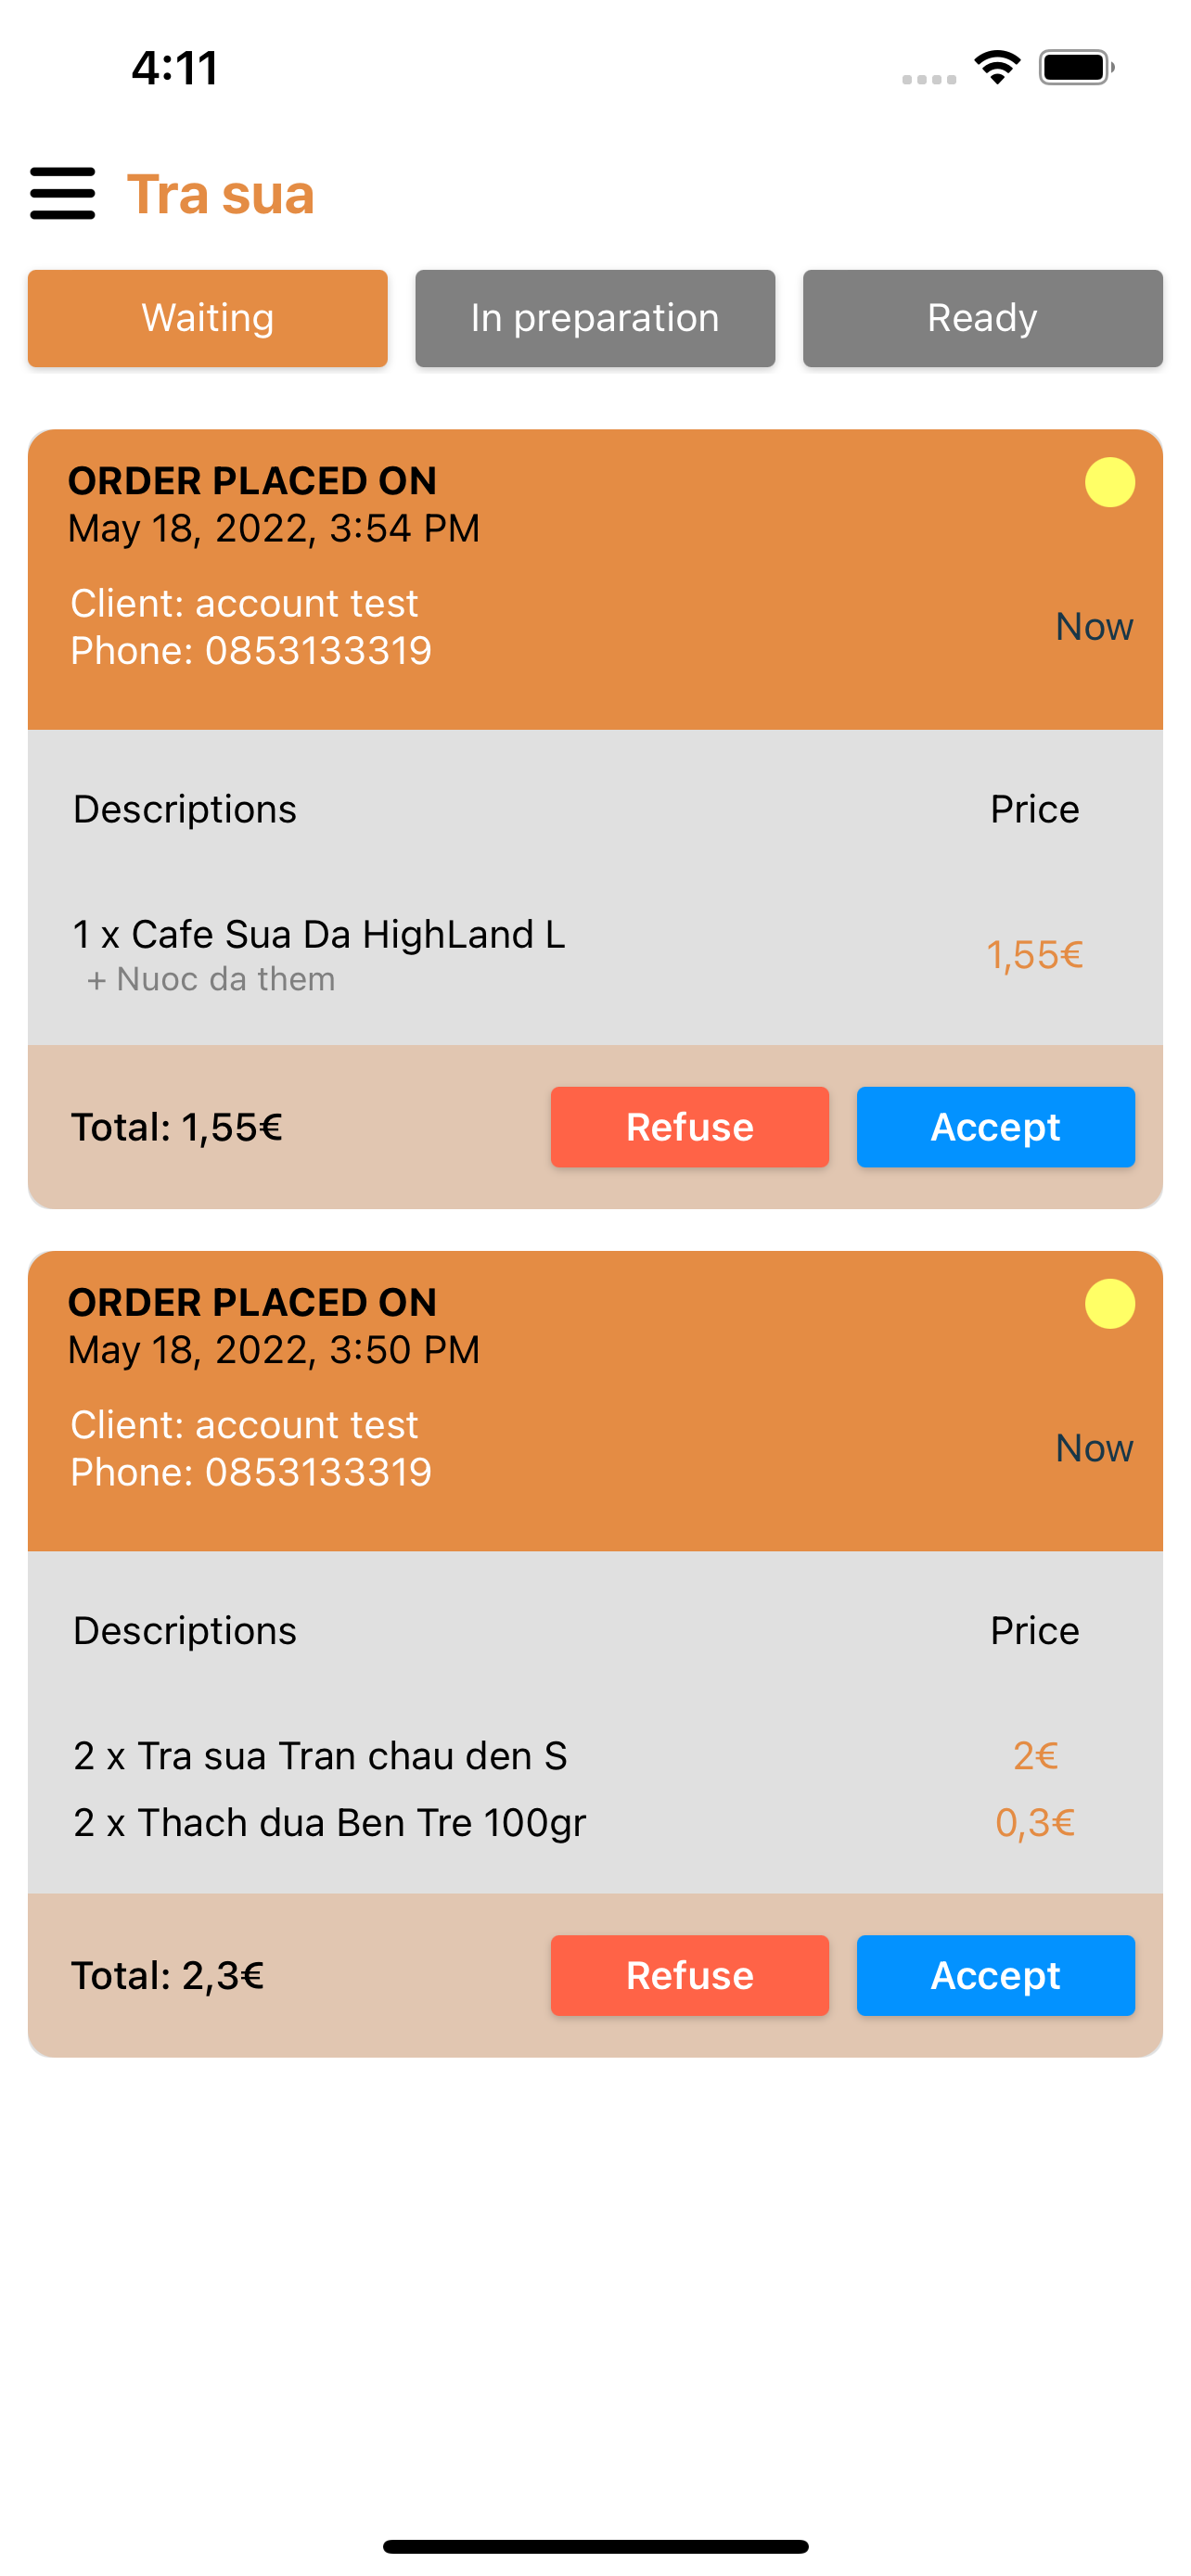 4:11
Tra sua
Waiting In preparation Ready
ORDER PLACED ON
May 18, 2022, 3:54 PM
Client: account test
Phone: 0853133319
Now
Descriptions Price
1 x Cafe Sua Da HighLand L
+ Nuoc da them
1,55€
Total: 1,55€ Refuse Accept
ORDER PLACED ON
May 18, 2022, 3:50 PM
Client: account test
Phone: 0853133319
Now
Descriptions Price
2 x Tra sua Tran chau den S 2€
2 x Thach dua Ben Tre 100gr 0,3€
Total: 2,3€ Refuse Accept